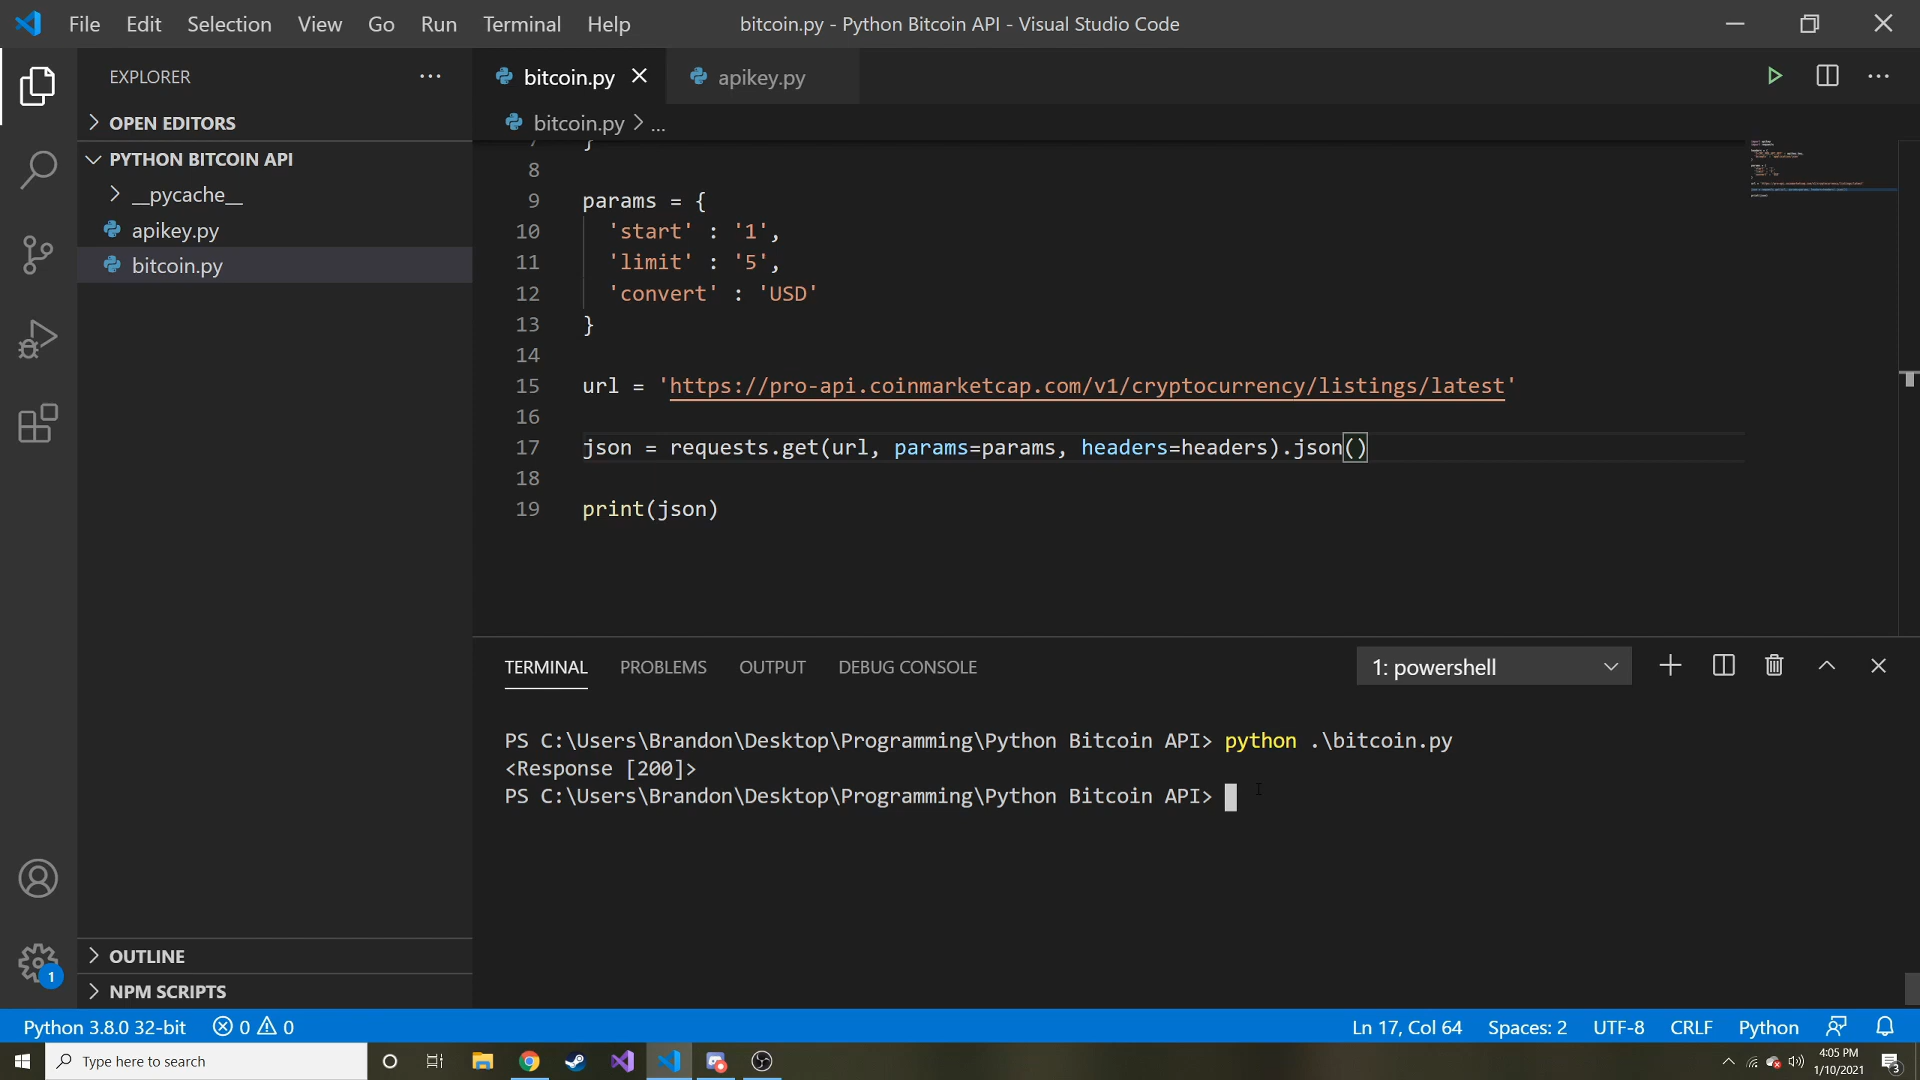 File Edit Selection View Go Run Terminal Help
bitcoin.py - Python Bitcoin API - Visual Studio Code
EXPLORER
OPEN EDITORS
PYTHON BITCOIN API
__pycache__
apikey.py
bitcoin.py
OUTLINE
NPM SCRIPTS
bitcoin.py
apikey.py
bitcoin.py > ...
7 }
8
9 params = {
10 'start' : '1',
11 'limit' : '5',
12 'convert' : 'USD'
13 }
14
15 url = 'https://pro-api.coinmarketcap.com/v1/cryptocurrency/listings/latest'
16
17 json = requests.get(url, params=params, headers=headers).json()
18
19 print(json)
TERMINAL PROBLEMS OUTPUT DEBUG CONSOLE
1: powershell
PS C:\Users\Brandon\Desktop\Programming\Python Bitcoin API> python .\bitcoin.py
<Response [200]>
PS C:\Users\Brandon\Desktop\Programming\Python Bitcoin API>
1
Python 3.8.0 32-bit 0 0 Ln 17, Col 64 Spaces: 2 UTF-8 CRLF Python
Type here to search
4:05 PM
1/10/2021
3